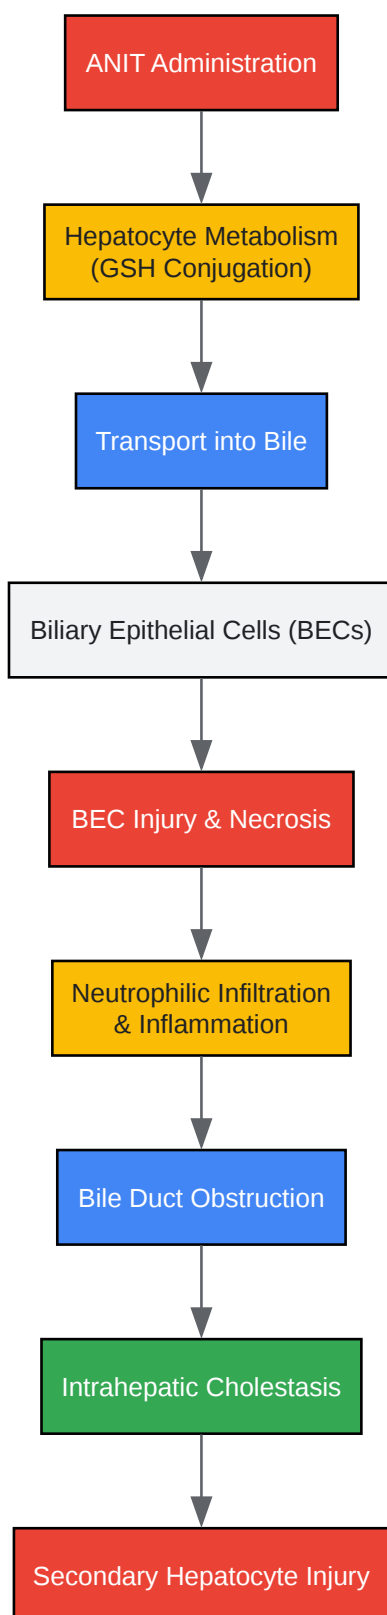 ANIT Administration
Hepatocyte Metabolism
(GSH Conjugation)
Transport into Bile
Biliary Epithelial Cells (BECs)
BEC Injury & Necrosis
Neutrophilic Infiltration
& Inflammation
Bile Duct Obstruction
Intrahepatic Cholestasis
Secondary Hepatocyte Injury